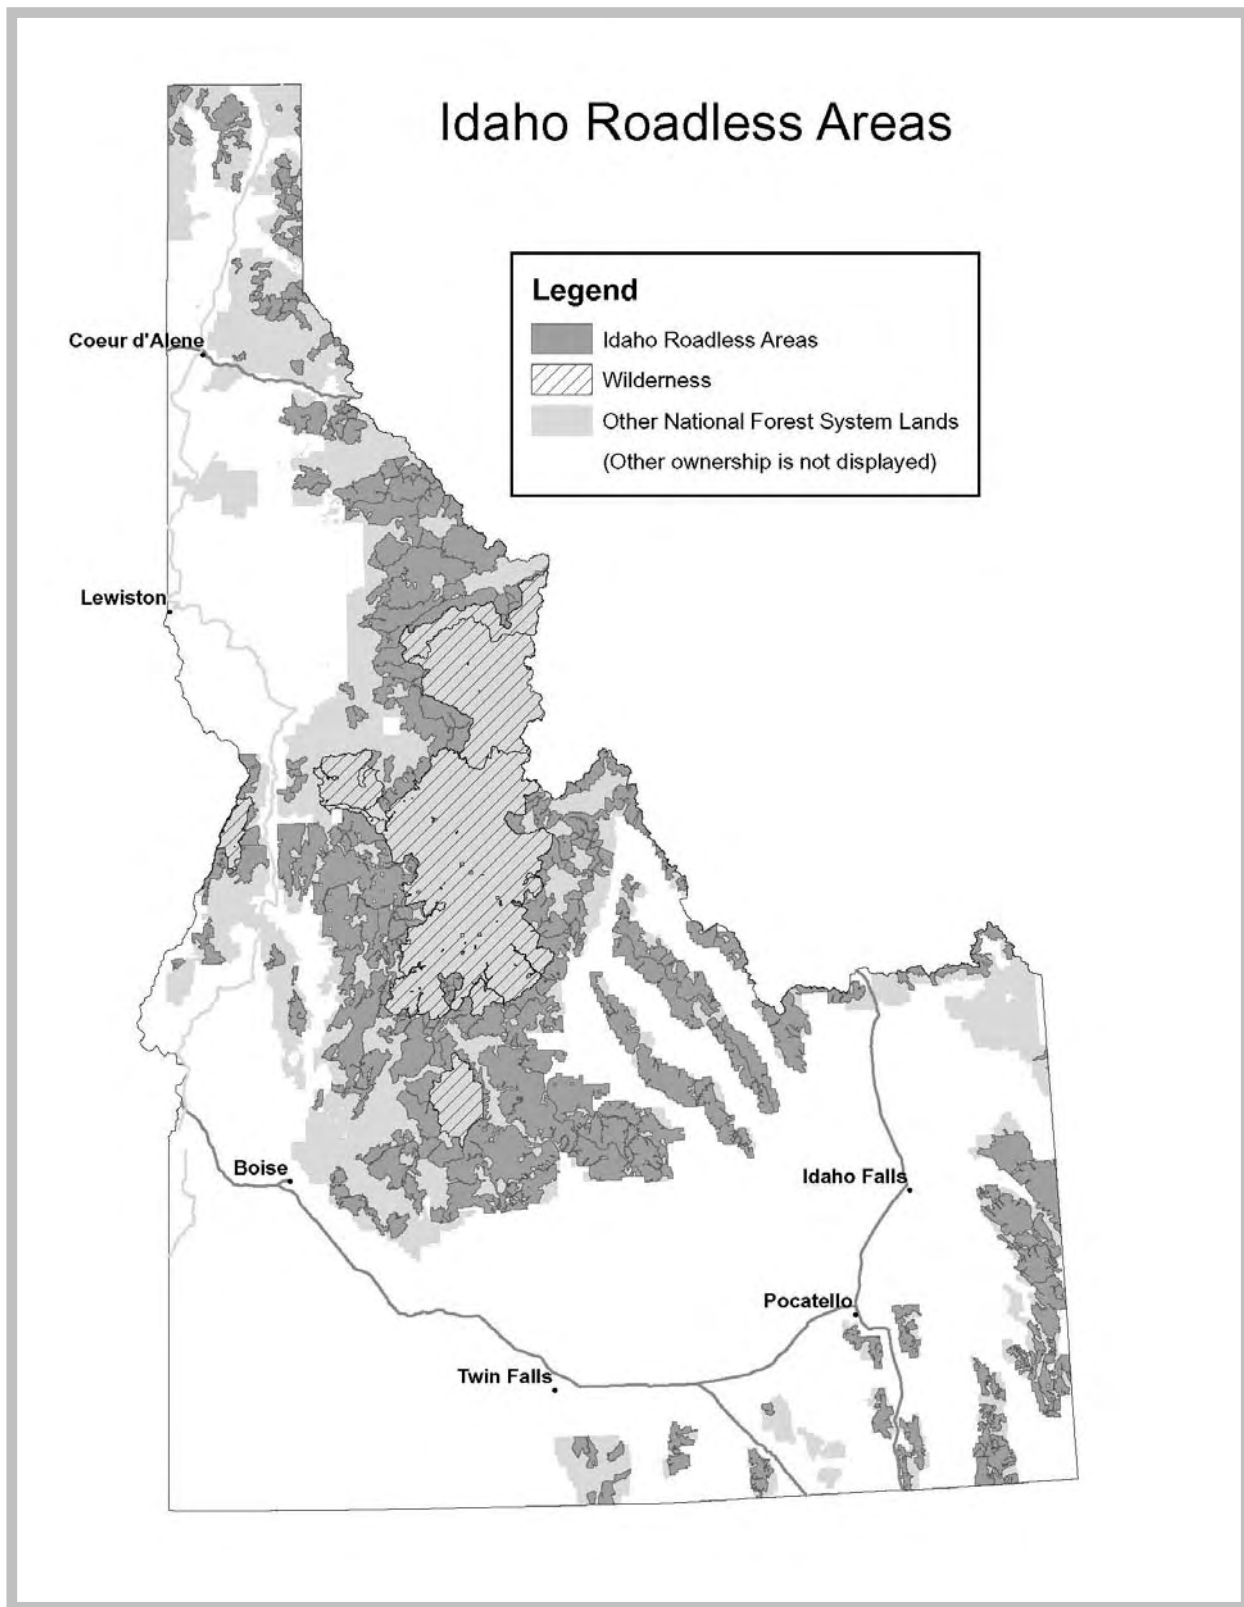 Idaho Roadless Areas
Legend
Idaho Roadless Areas
Wilderness
Other National Forest System Lands
(Other ownership is not displayed)
Coeur d'Alene
Lewiston
Boise
Idaho Falls
Pocatello
Twin Falls